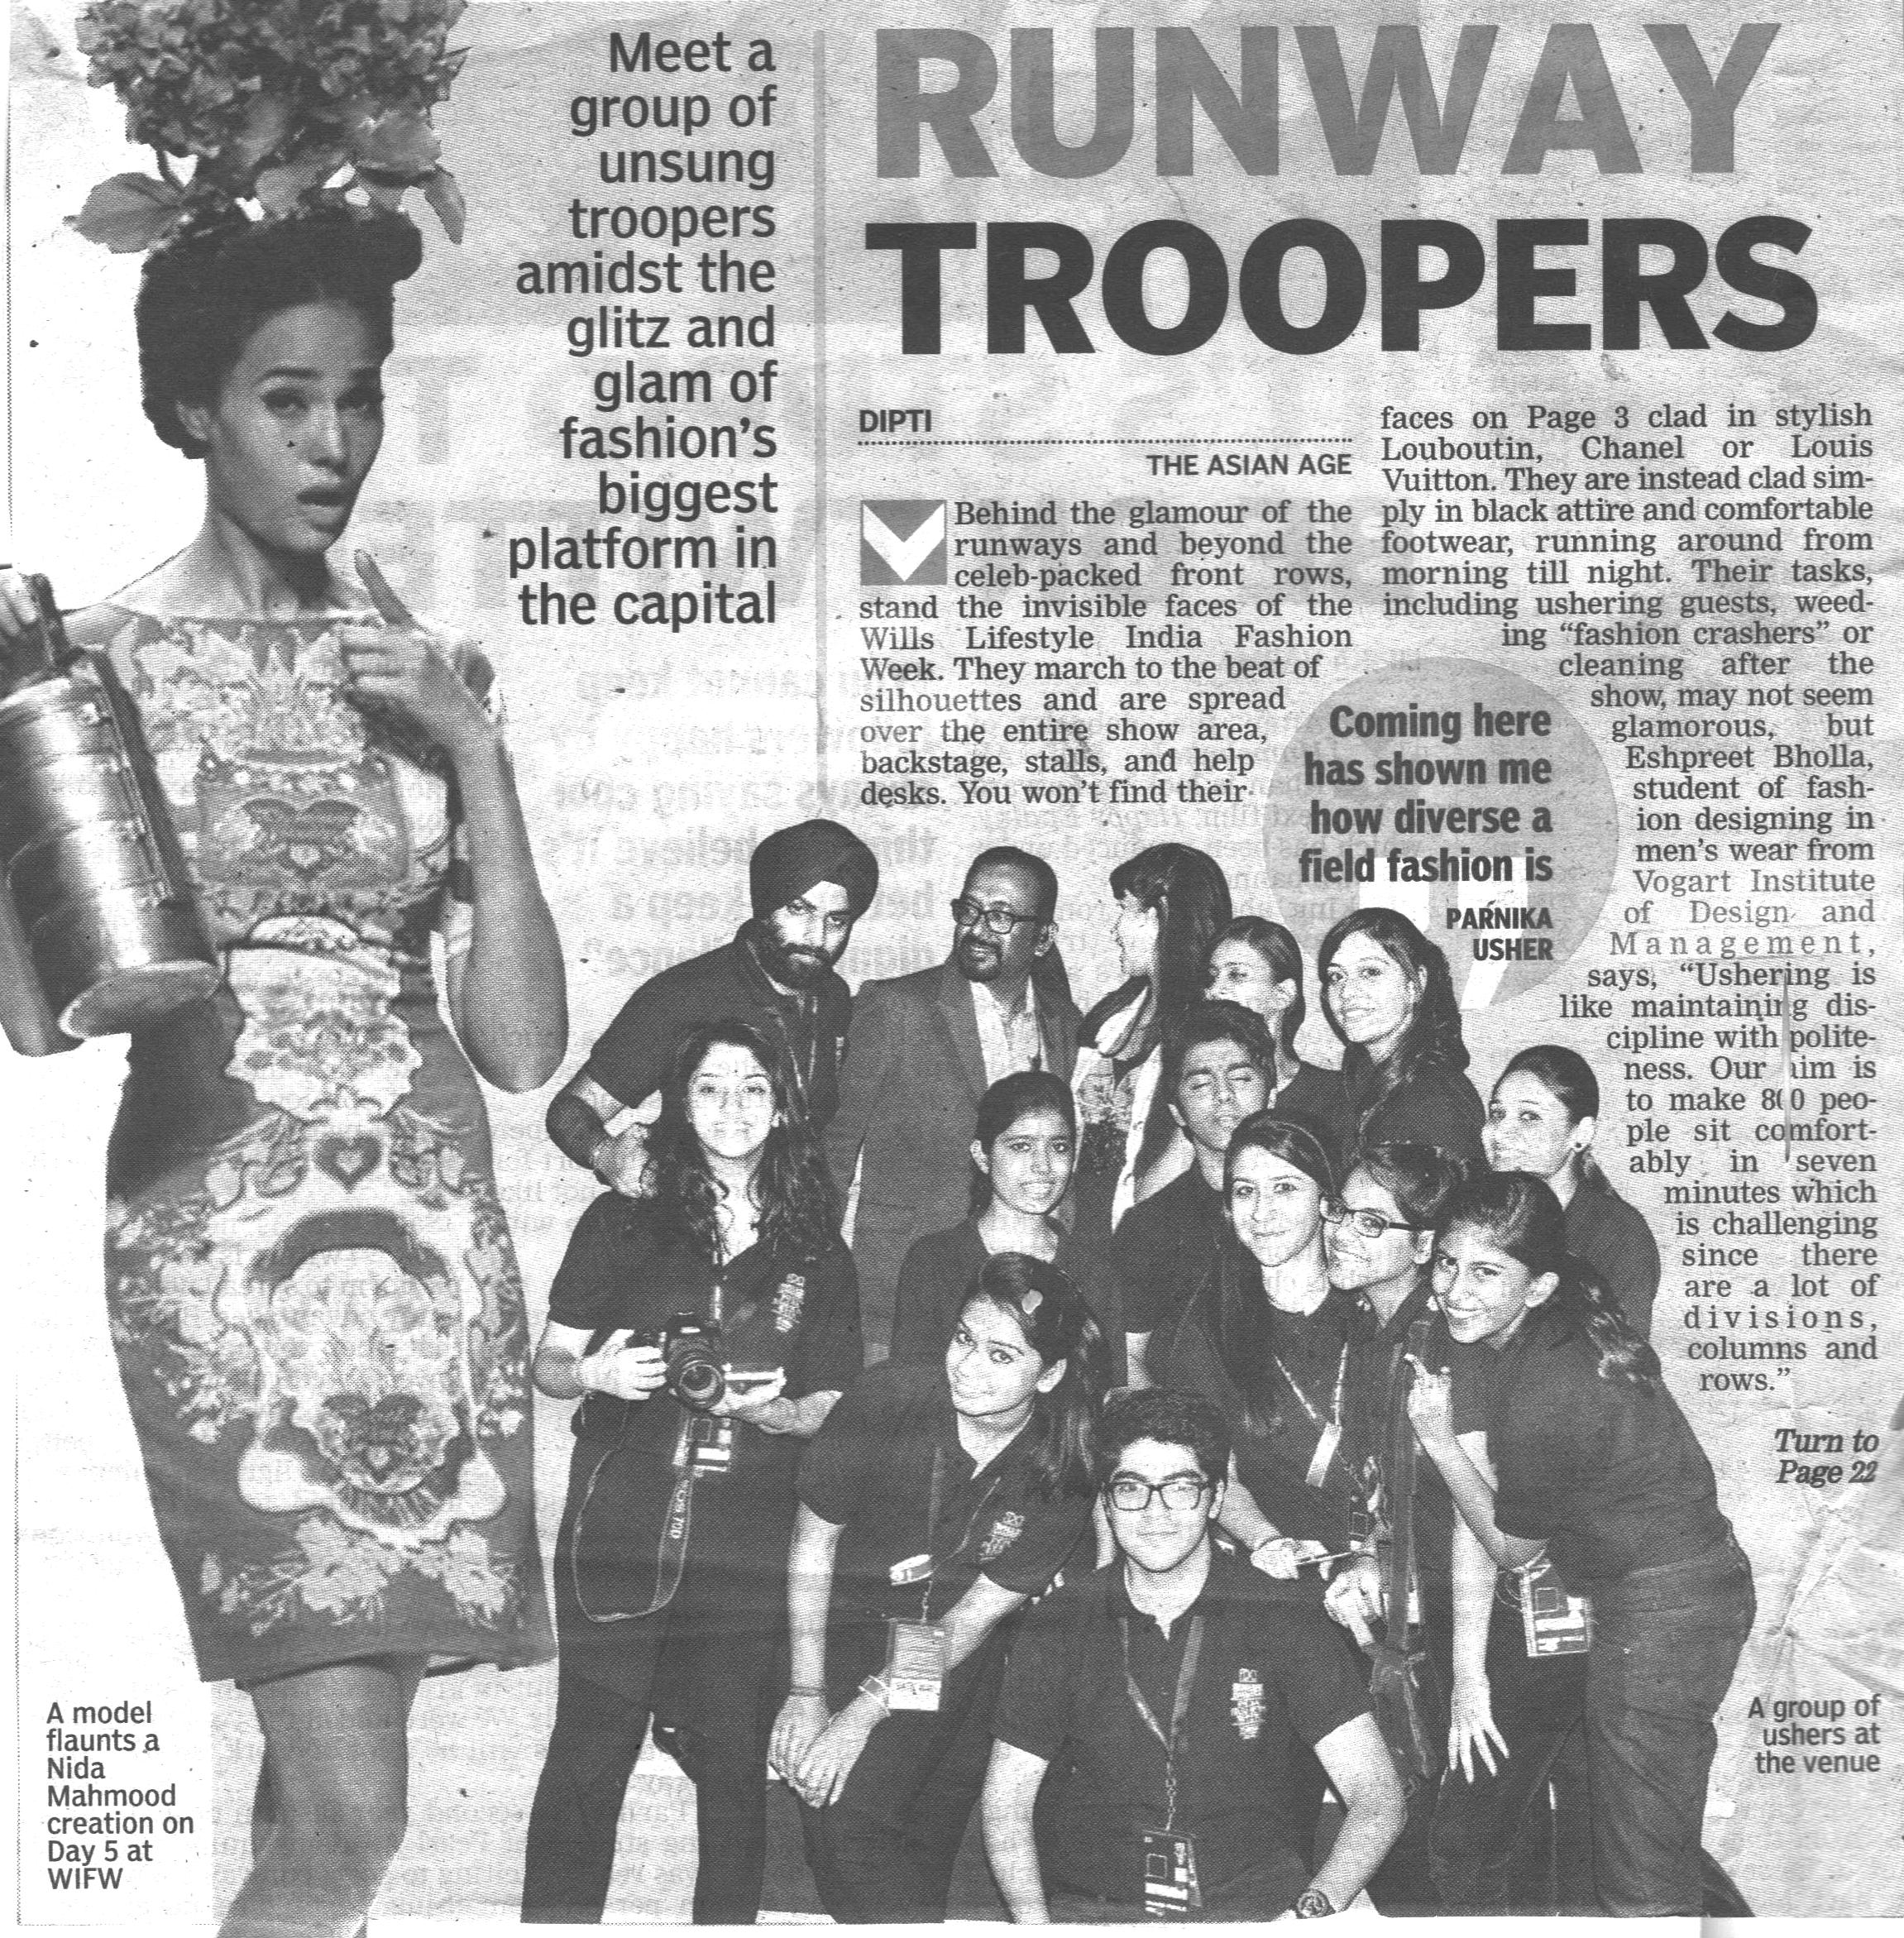 Meet a
group of
unsung
troopers
amidst the
glitz and
glam of
fashion's
biggest
platform in
the capital
RUNWAY
TROOPERS
DIPTI
THE ASIAN AGE
Behind the glamour of the
runways and beyond the
celeb-packed front rows,
stand the invisible faces of the
Wills Lifestyle India Fashion
Week. They march to the beat of
silhouettes and are spread
over the entire show area,
backstage, stalls, and help
desks. You won't find their
faces on Page 3 clad in stylish
Louboutin, Chanel or Louis
Vuitton. They are instead clad sim-
ply in black attire and comfortable
footwear, running around from
morning till night. Their tasks,
including ushering guests, weed-
ing “fashion crashers” or
cleaning after the
show, may not seem
glamorous, but
Eshpreet Bholla,
student of fash-
ion designing in
men's wear from
Vogart Institute
of Design and
Management,
says, “Ushering is
like maintaining dis-
cipline with polite-
ness. Our aim is
to make 800 peo-
ple sit comfort-
ably in seven
minutes which
is challenging
since there
are a lot of
divisions,
columns and
rows.”
Turn to
Page 22
Coming here
has shown me
how diverse a
field fashion is
PARNIKA
USHER
A model
flaunts a
Nida
Mahmood
creation on
Day 5 at
WIFW
A group of
ushers at
the venue